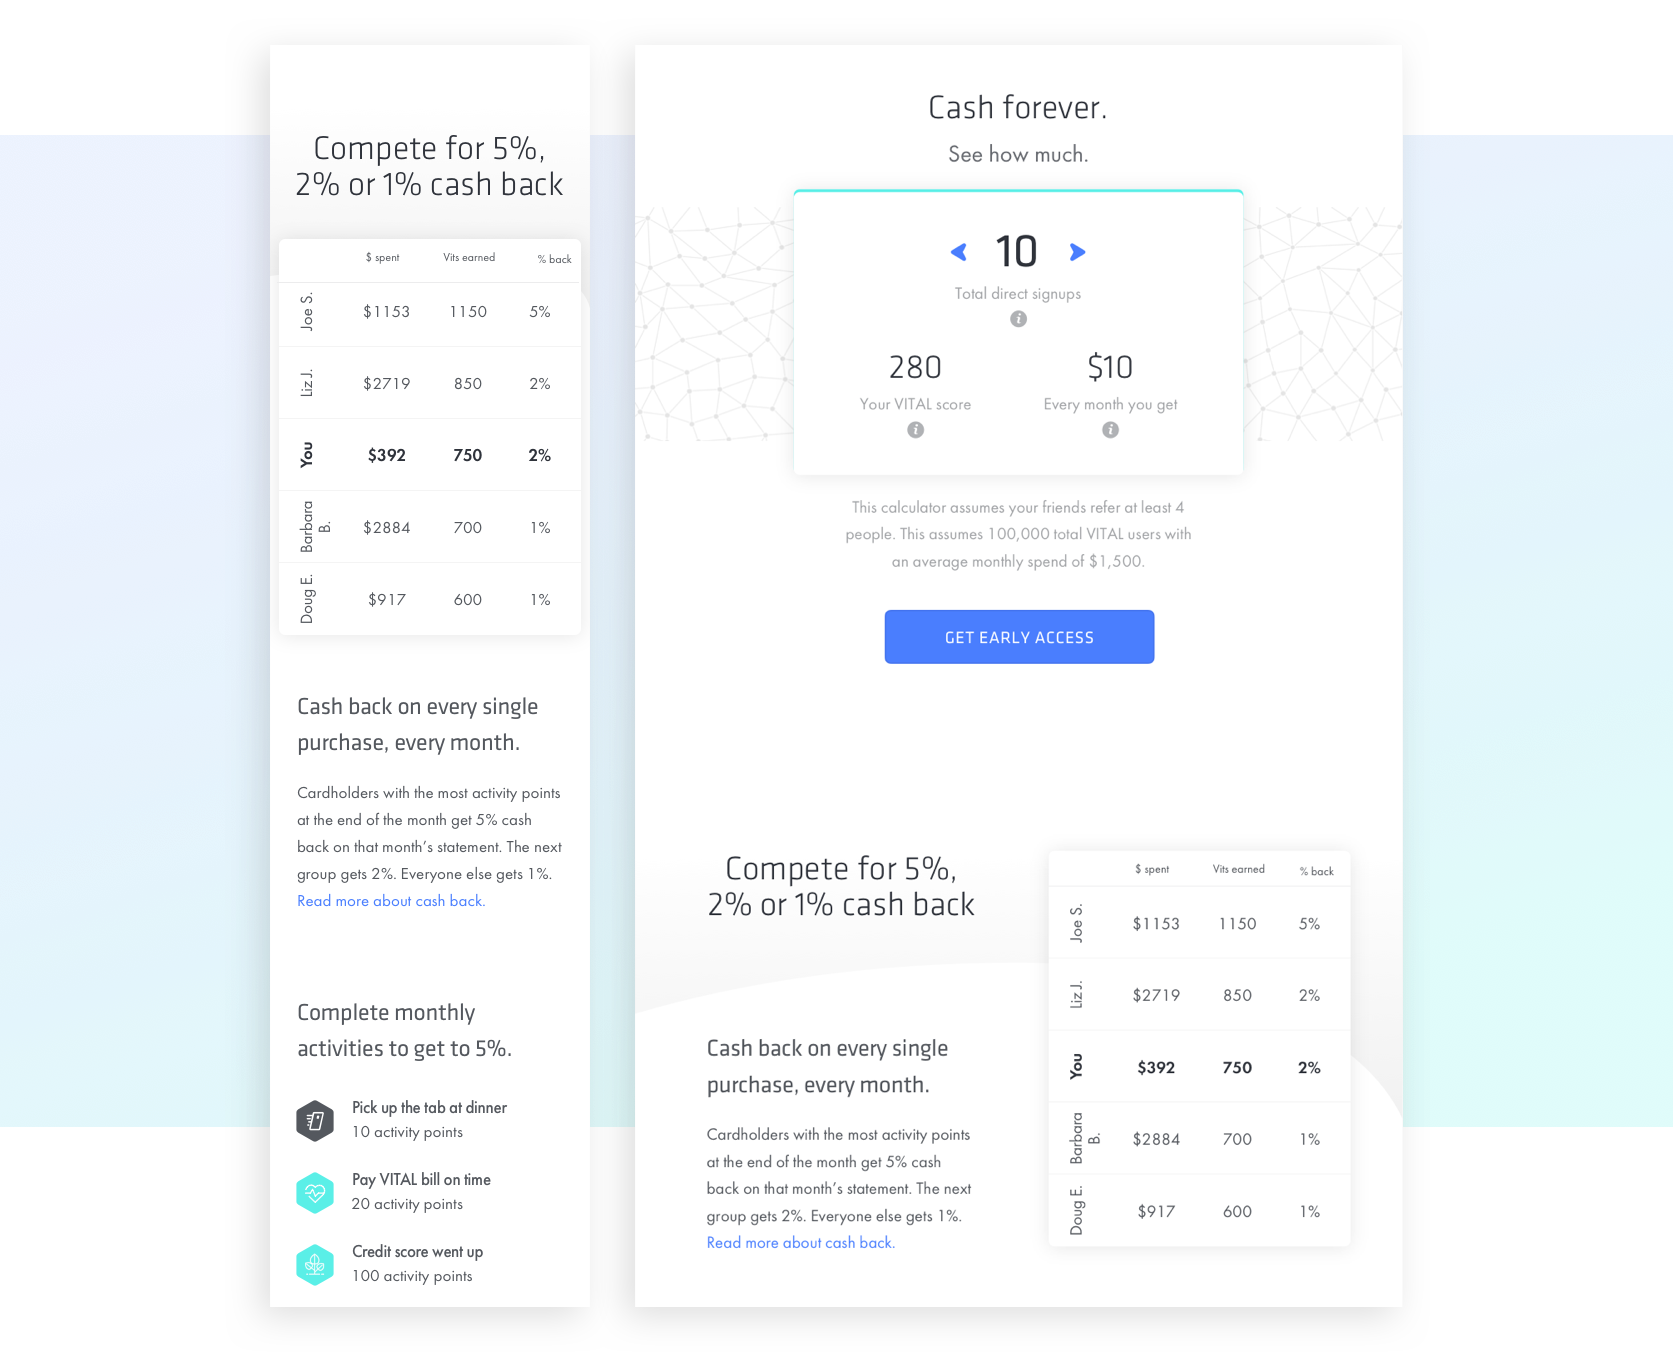 Compete for 5%,
2% or 1% cash back
$ spent Vits earned % back
Joe S. $1153 1150 5%
Liz J. $2719 850 2%
You $392 750 2%
Barbara
B. $2884 700 1%
Doug E. $917 600 1%
Cash back on every single
purchase, every month.
Cardholders with the most activity points
at the end of the month get 5% cash
back on that month’s statement. The next
group gets 2%. Everyone else gets 1%.
Read more about cash back.
Complete monthly
activities to get to 5%.
Pick up the tab at dinner
10 activity points
Pay VITAL bill on time
20 activity points
Credit score went up
100 activity points
Cash forever.
See how much.
10
Total direct signups
i
280 $10
Your VITAL score Every month you get
i i
This calculator assumes your friends refer at least 4
people. This assumes 100,000 total VITAL users with
an average monthly spend of $1,500.
GET EARLY ACCESS
Compete for 5%,
2% or 1% cash back
Cash back on every single
purchase, every month.
Cardholders with the most activity points
at the end of the month get 5% cash
back on that month’s statement. The next
group gets 2%. Everyone else gets 1%.
Read more about cash back.
$ spent Vits earned % back
Joe S. $1153 1150 5%
Liz J. $2719 850 2%
You $392 750 2%
Barbara
B. $2884 700 1%
Doug E. $917 600 1%